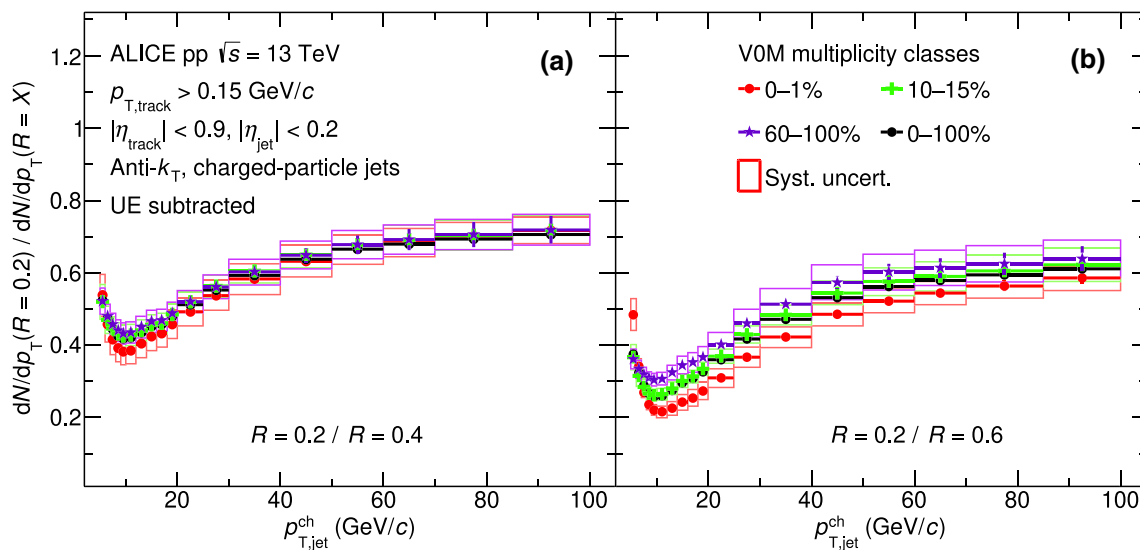 dN/dp_T(R = 0.2) / dN/dp_T(R = X)
1.2
1
0.8
0.6
0.4
0.2
ALICE pp √s = 13 TeV
(a)
p_T,track > 0.15 GeV/c
|η_track| < 0.9, |η_jet| < 0.2
Anti-k_T, charged-particle jets
UE subtracted
R = 0.2 / R = 0.4
20 40 60 80 100
p^ch_T,jet (GeV/c)
V0M multiplicity classes
(b)
0–1% 10–15%
60–100% 0–100%
Syst. uncert.
R = 0.2 / R = 0.6
20 40 60 80 100
p^ch_T,jet (GeV/c)